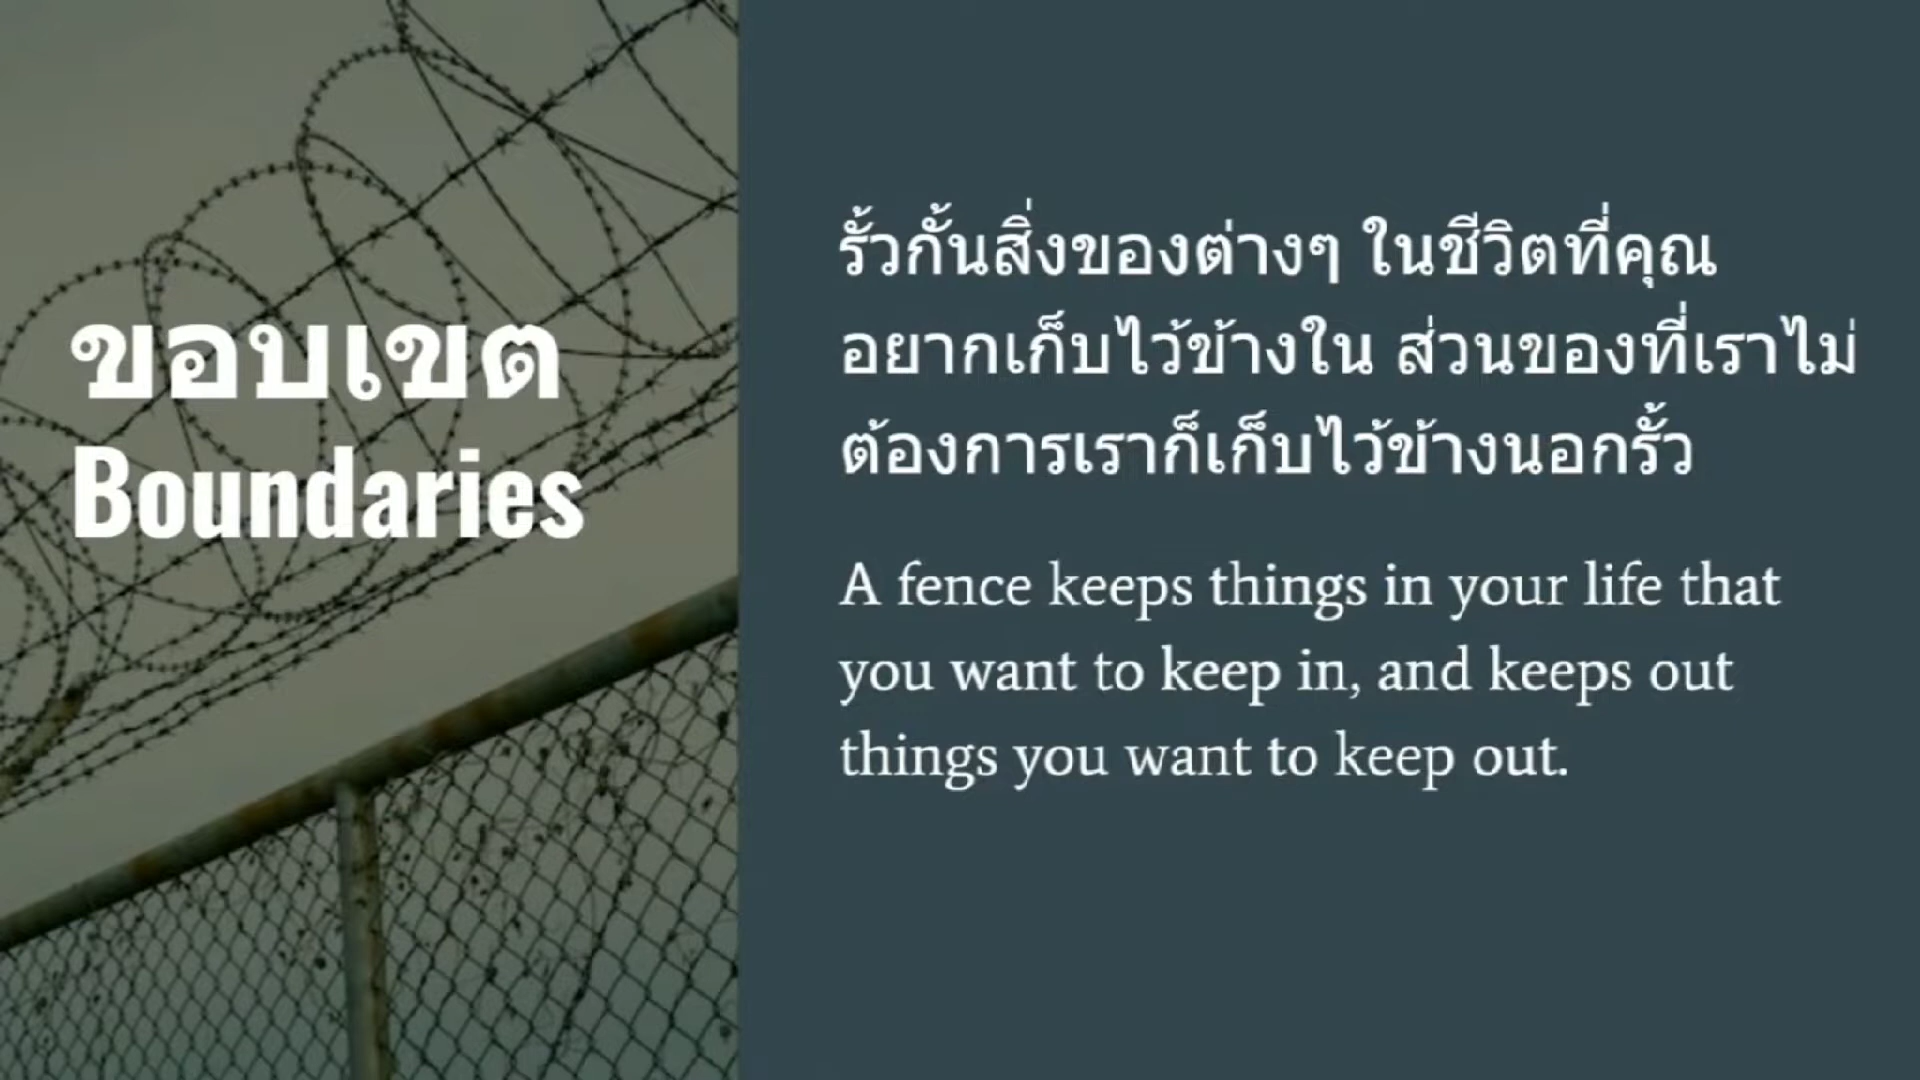 ขอบเขต
Boundaries
รั้วกั้นสิ่งของต่างๆ ในชีวิตที่คุณ
อยากเก็บไว้ข้างใน ส่วนของที่เราไม่
ต้องการเราก็เก็บไว้ข้างนอกรั้ว
A fence keeps things in your life that
you want to keep in, and keeps out
things you want to keep out.